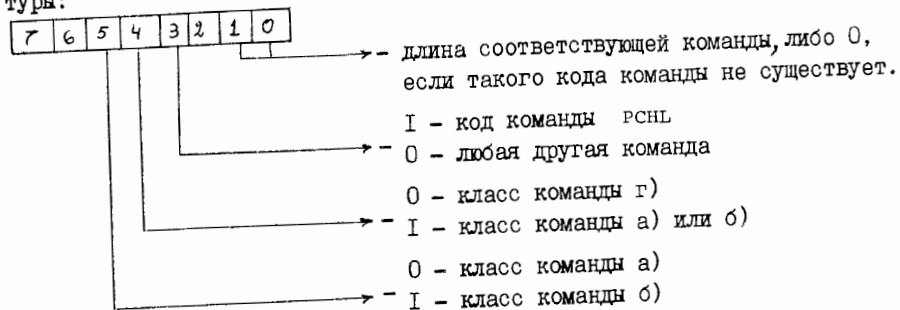 туры:
7 6 5 4 3 2 1 0
- длина соответствующей команды, либо 0,
если такого кода команды не существует.
I - код команды PCHL
- 0 - любая другая команда
0 - класс команды г)
- I - класс команды а) или б)
0 - класс команды а)
- I - класс команды б)